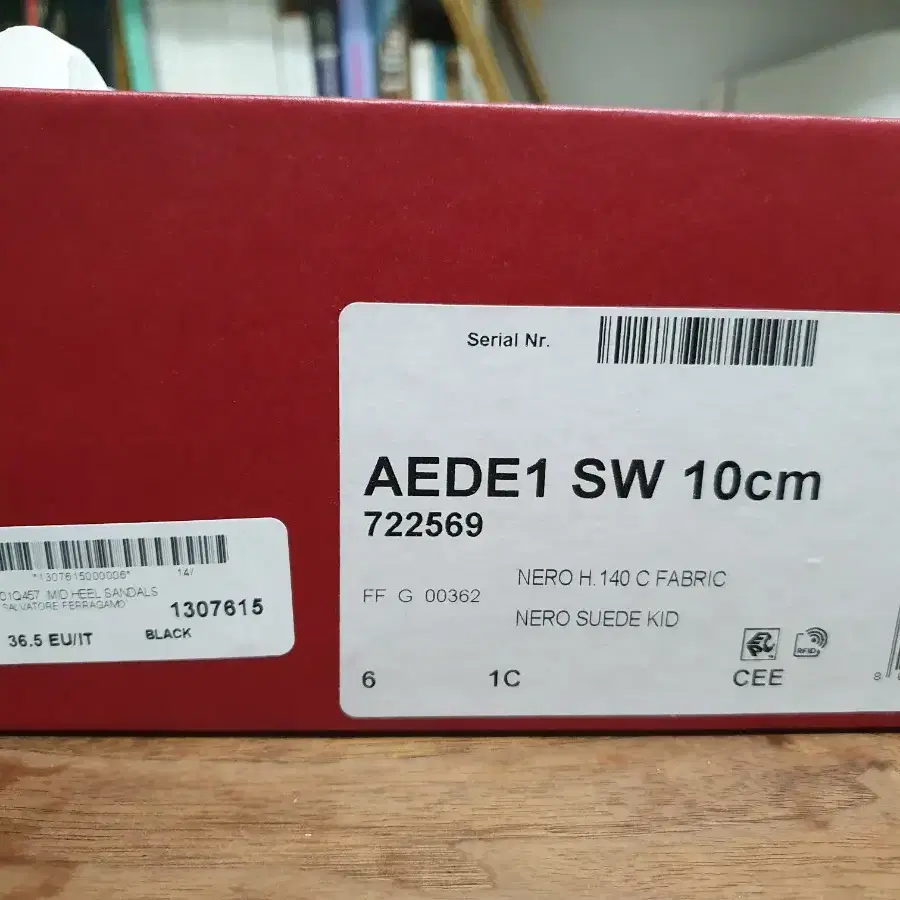 Serial Nr.
AEDE1 SW 10cm
722569
NERO H.140 C FABRIC
FF G 00362
NERO SUEDE KID
RFID
6 1C CEE
8
*1307615000006* 14/
01Q457 MID HEEL SANDALS
SALVATORE FERRAGAMO
1307615
36.5 EU/IT BLACK